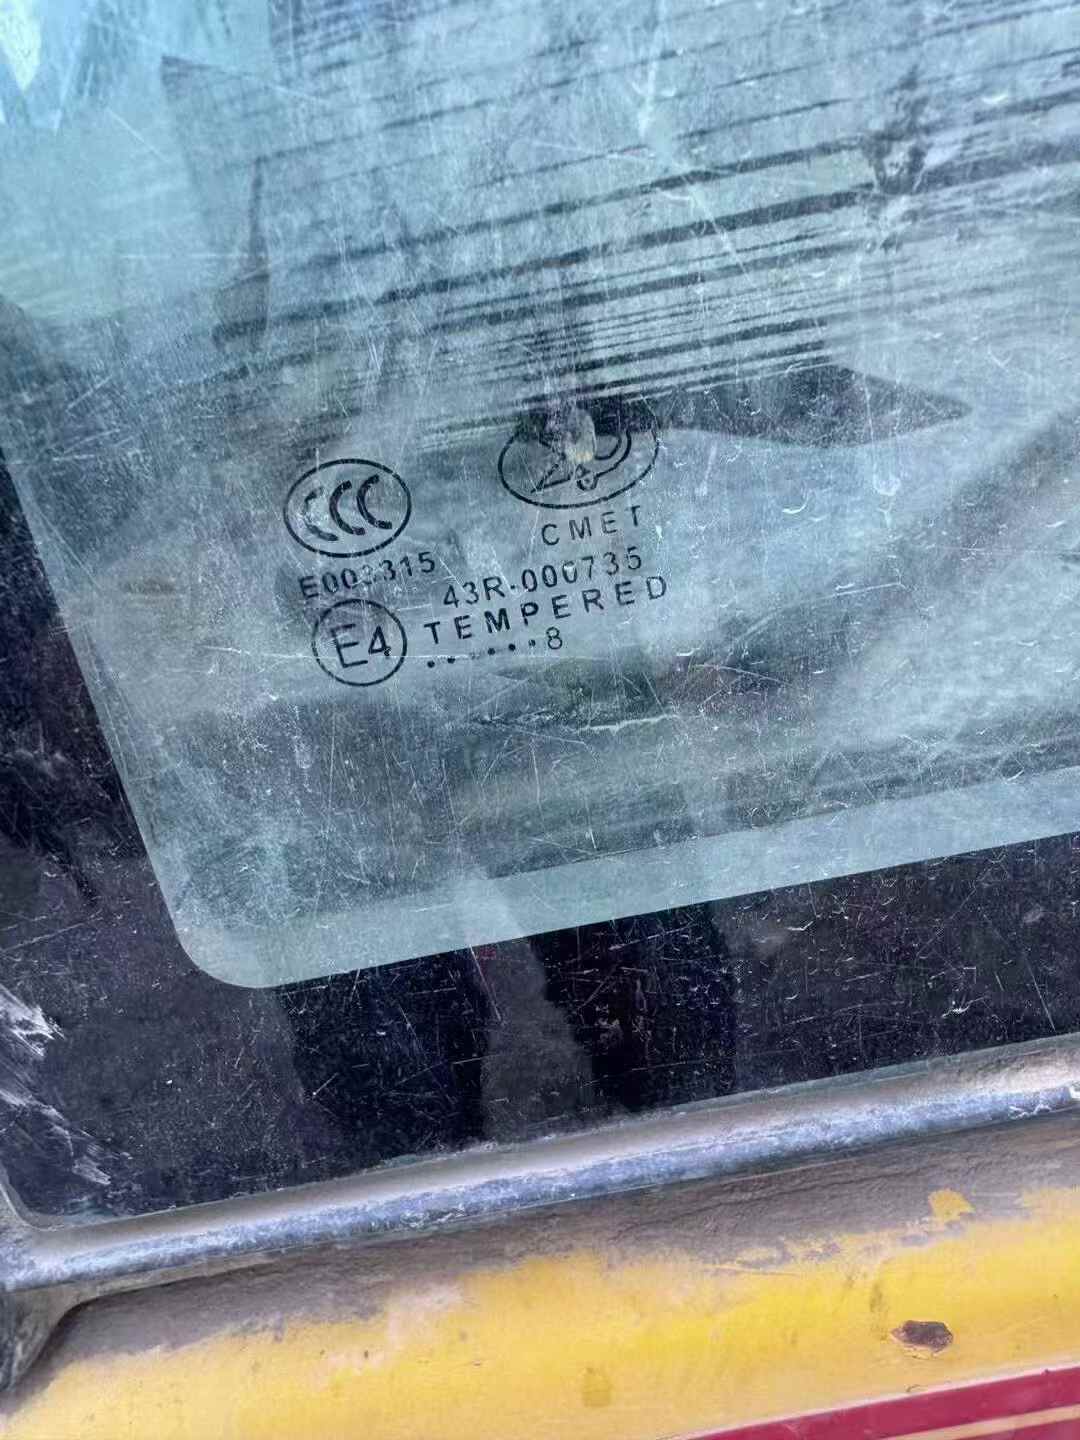 CCC
CMET
E003315
43R-000735
E4
TEMPERED
••••••8